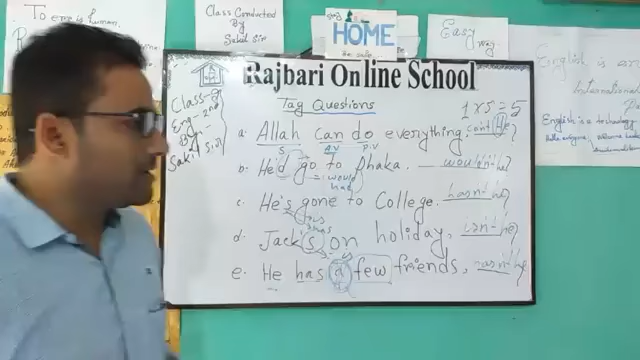 To err is human.
Class Conducted
By
Sakil Sir
HOME
Easy
way
English is
International
English is a technology
Rajbari Online School
Class-9
Eng- 2nd
By-
Sakil Sir
Tag Questions
1 x 5 = 5
a. Allah can do everything, can't He?
S AV P.V
b. He'd go to Dhaka. wouldn't he?
= would
had
c. He's gone to College. hasn't he?
has
d. Jack's on holiday, isn't he?
e. He has a few friends, hasn't he